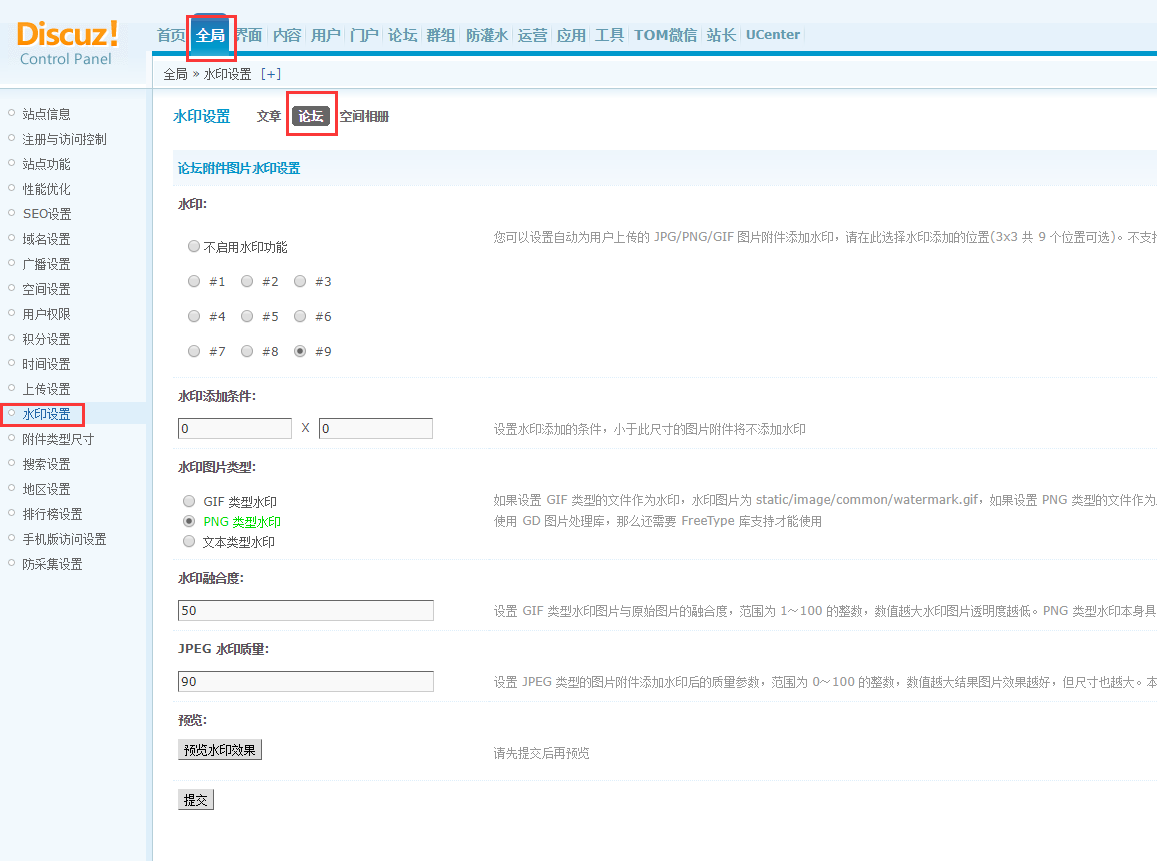 Discuz!
Control Panel
首页 全局 界面 内容 用户 门户 论坛 群组 防灌水 运营 应用 工具 TOM微信 站长 UCenter
全局 » 水印设置 [+]
站点信息
注册与访问控制
站点功能
性能优化
SEO设置
域名设置
广播设置
空间设置
用户权限
积分设置
时间设置
上传设置
水印设置
附件类型尺寸
搜索设置
地区设置
排行榜设置
手机版访问设置
防采集设置
水印设置 文章 论坛 空间相册
论坛附件图片水印设置
水印:
不启用水印功能
您可以设置自动为用户上传的 JPG/PNG/GIF 图片附件添加水印，请在此选择水印添加的位置(3x3 共 9 个位置可选)。不支持
#1 #2 #3
#4 #5 #6
#7 #8 #9
水印添加条件:
0 X 0
设置水印添加的条件，小于此尺寸的图片附件将不添加水印
水印图片类型:
GIF 类型水印
PNG 类型水印
文本类型水印
如果设置 GIF 类型的文件作为水印，水印图片为 static/image/common/watermark.gif，如果设置 PNG 类型的文件作为
使用 GD 图片处理库，那么还需要 FreeType 库支持才能使用
水印融合度:
50
设置 GIF 类型水印图片与原始图片的融合度，范围为 1～100 的整数，数值越大水印图片透明度越低。PNG 类型水印本身具
JPEG 水印质量:
90
设置 JPEG 类型的图片附件添加水印后的质量参数，范围为 0～100 的整数，数值越大结果图片效果越好，但尺寸也越大。本
预览:
预览水印效果
请先提交后再预览
提交